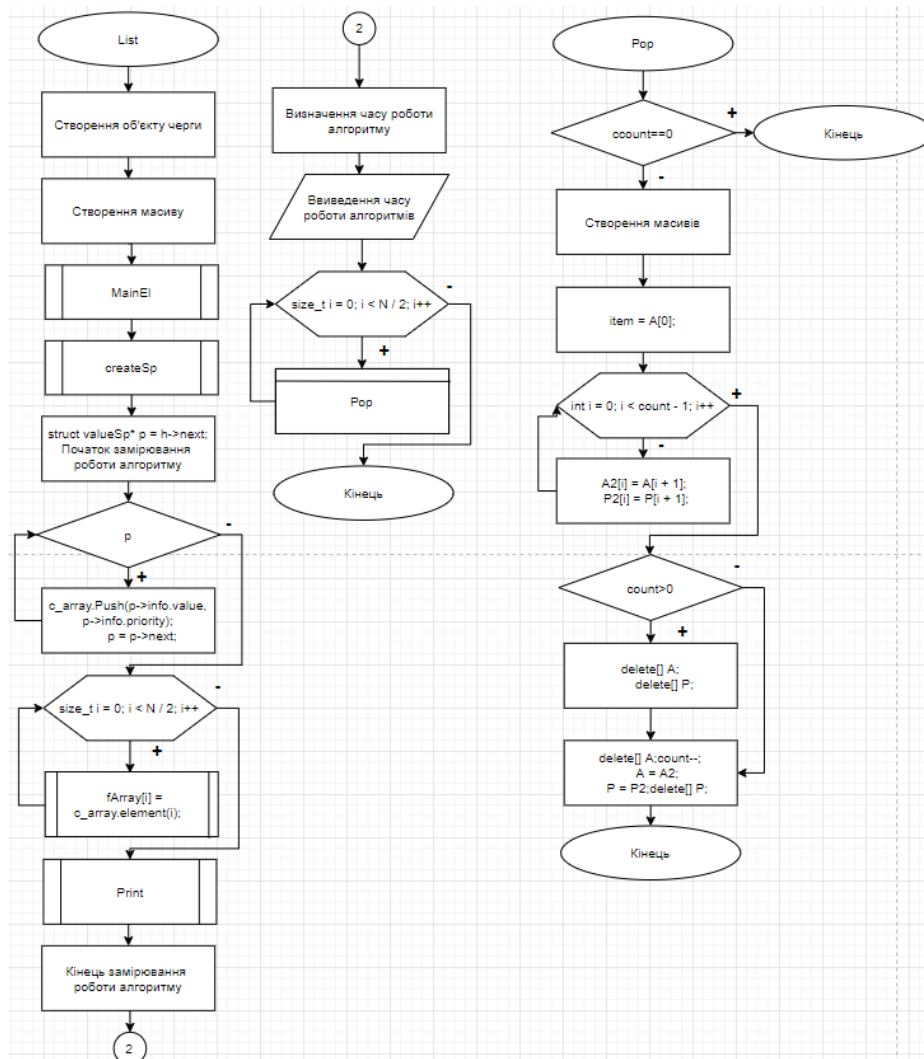 List
Створення об'єкту черги
Створення масиву
MainEl
createSp
struct valueSp* p = h->next;
Початок замірювання
роботи алгоритму
p
-
+
c_array.Push(p->info.value,
p->info.priority);
p = p->next;
size_t i = 0; i < N / 2; i++
-
+
fArray[i] =
c_array.element(i);
Print
Кінець замірювання
роботи алгоритму
2
2
Визначення часу роботи
алгоритму
Ввиведення часу
роботи алгоритмів
size_t i = 0; i < N / 2; i++
-
+
Pop
Кінець
Pop
ccount==0
+
Кінець
-
Створення масивів
item = A[0];
int i = 0; i < count - 1; i++
+
-
A2[i] = A[i + 1];
P2[i] = P[i + 1];
count>0
-
+
delete[] A;
delete[] P;
delete[] A;count--;
A = A2;
P = P2;delete[] P;
Кінець